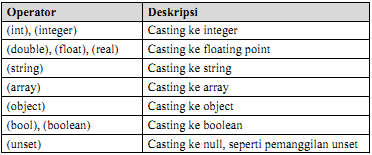 Operator Deskripsi
(int), (integer) Casting ke integer
(double), (float), (real) Casting ke floating point
(string) Casting ke string
(array) Casting ke array
(object) Casting ke object
(bool), (boolean) Casting ke boolean
(unset) Casting ke null, seperti pemanggilan unset